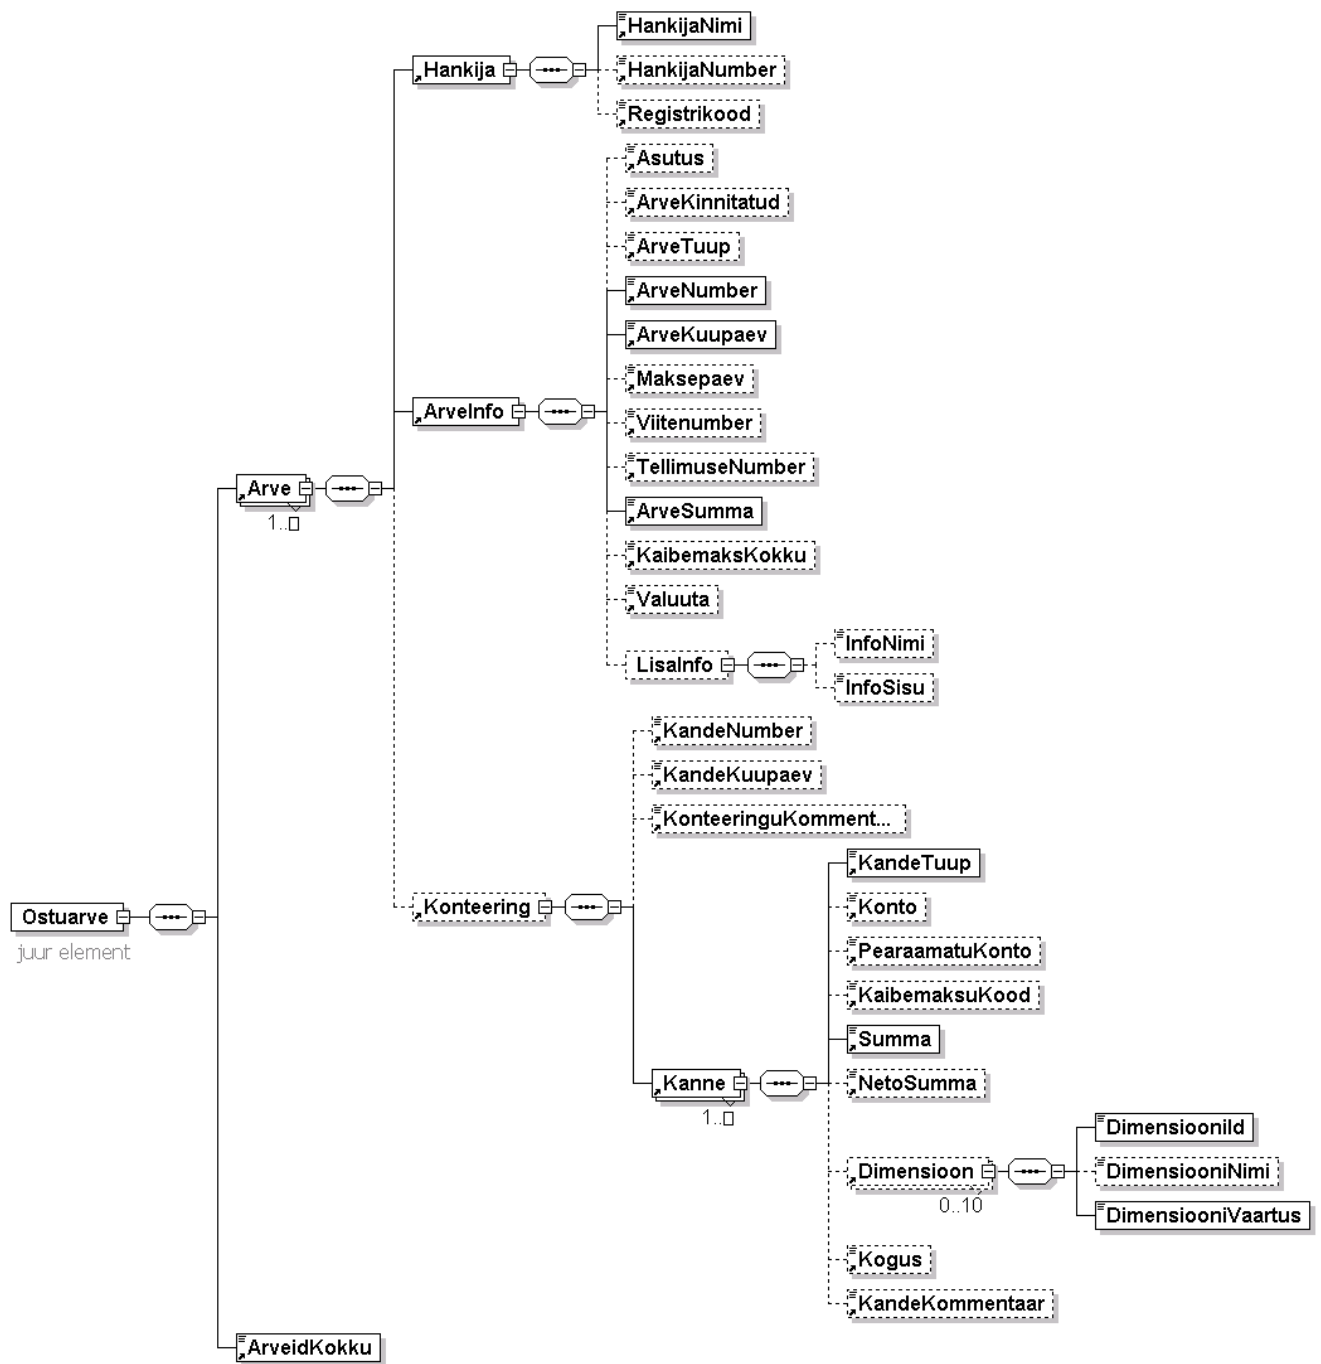 HankijaNimi
Hankija
HankijaNumber
Registrikood
Asutus
ArveKinnitatud
ArveTuup
ArveNumber
ArveKuupaev
Maksepaev
ArveInfo
Viitenumber
TellimuseNumber
Arve
ArveSumma
1..
KaibemaksKokku
Valuuta
InfoNimi
LisaInfo
InfoSisu
KandeNumber
KandeKuupaev
KonteeringuKomment...
KandeTuup
Ostuarve
Konteering
Konto
juur element
PearaamatuKonto
KaibemaksuKood
Summa
Kanne
NetoSumma
1..
DimensiooniId
Dimensioon
DimensiooniNimi
0..10
DimensiooniVaartus
Kogus
KandeKommentaar
ArveidKokku